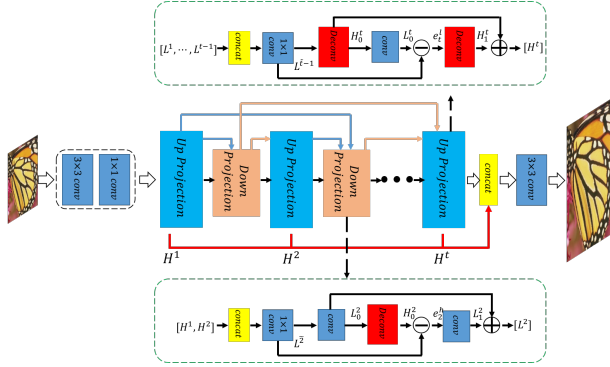 [L¹, ⋯, Lᵗ⁻¹]
concat
1×1 conv
Deconv
H₀ᵗ
conv
L₀ᵗ
eₜˡ
Deconv
H₁ᵗ
[Hᵗ]
L^{t̄-1}
3×3 conv
1×1 conv
Up Projection
Down Projection
Up Projection
Down Projection
Up Projection
concat
3×3 conv
H¹
H²
Hᵗ
[H¹, H²]
concat
1×1 conv
conv
L₀²
Deconv
H₀²
e₂ʰ
conv
L₁²
[L²]
L^{2̄}